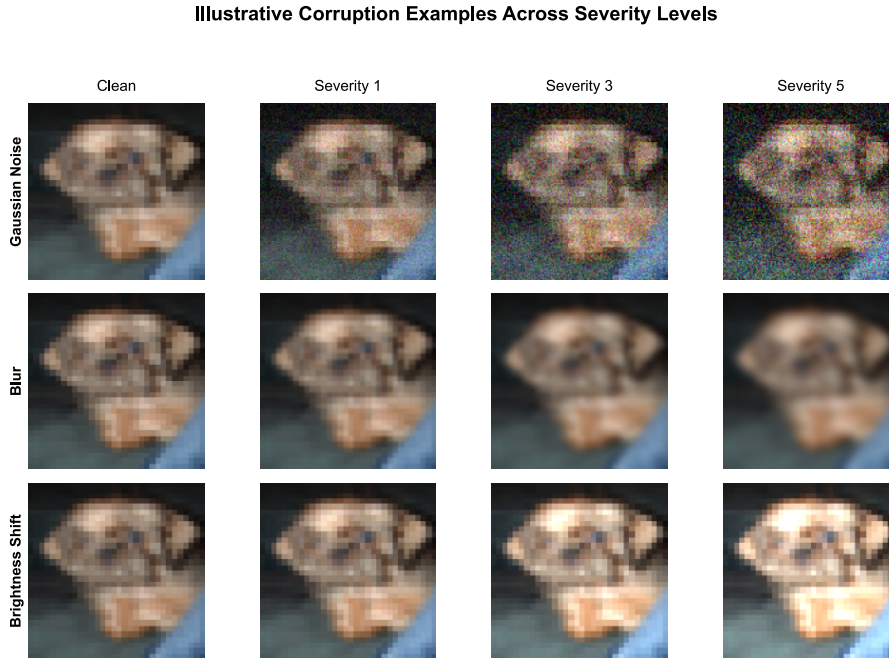 Illustrative Corruption Examples Across Severity Levels
Clean
Severity 1
Severity 3
Severity 5
Gaussian Noise
Blur
Brightness Shift